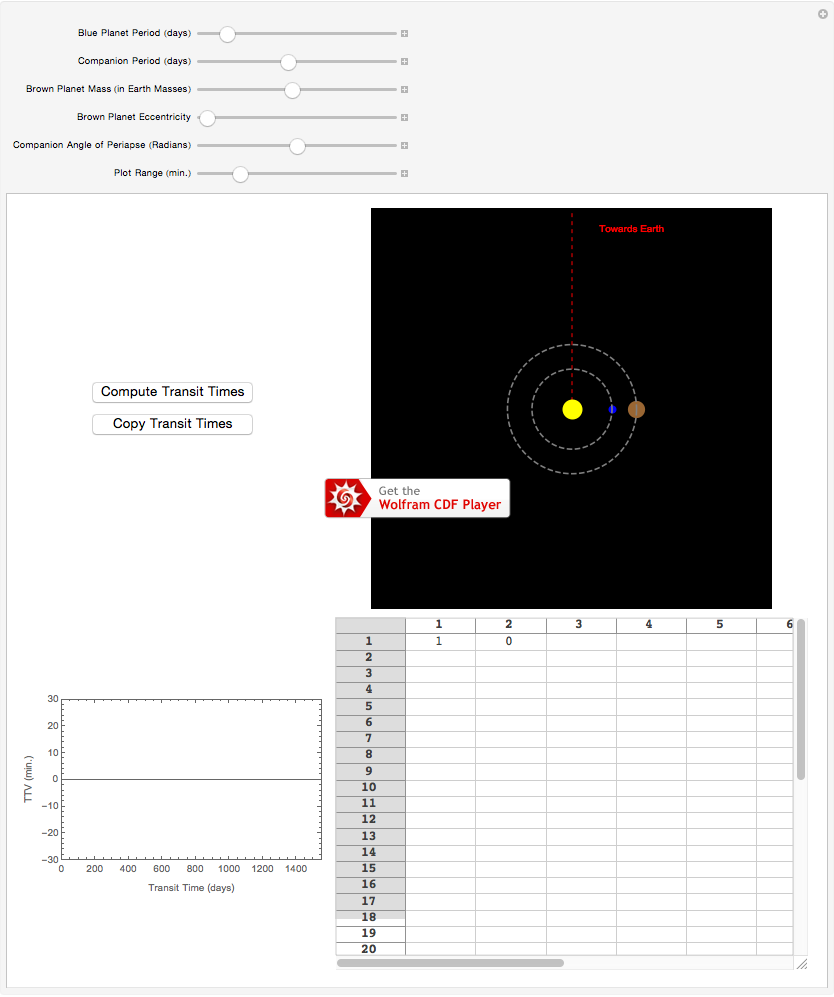 Blue Planet Period (days)
Companion Period (days)
Brown Planet Mass (in Earth Masses)
Brown Planet Eccentricity
Companion Angle of Periapse (Radians)
Plot Range (min.)
Towards Earth
Compute Transit Times
Copy Transit Times
Get the
Wolfram CDF Player
1 2 3 4 5 6
1 1 0
2
3
4
5
6
7
8
9
10
11
12
13
14
15
16
17
18
19
20
30
20
10
0
−10
−20
−30
TTV (min.)
0 200 400 600 800 1000 1200 1400
Transit Time (days)